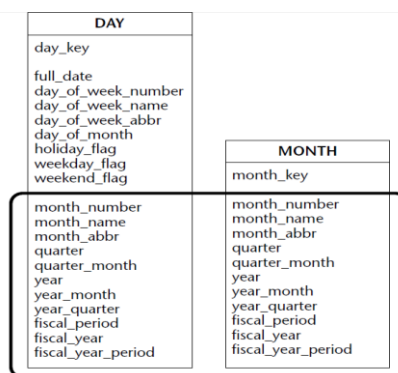 DAY
day_key
full_date
day_of_week_number
day_of_week_name
day_of_week_abbr
day_of_month
holiday_flag
weekday_flag
weekend_flag
month_number
month_name
month_abbr
quarter
quarter_month
year
year_month
year_quarter
fiscal_period
fiscal_year
fiscal_year_period
MONTH
month_key
month_number
month_name
month_abbr
quarter
quarter_month
year
year_month
year_quarter
fiscal_period
fiscal_year
fiscal_year_period